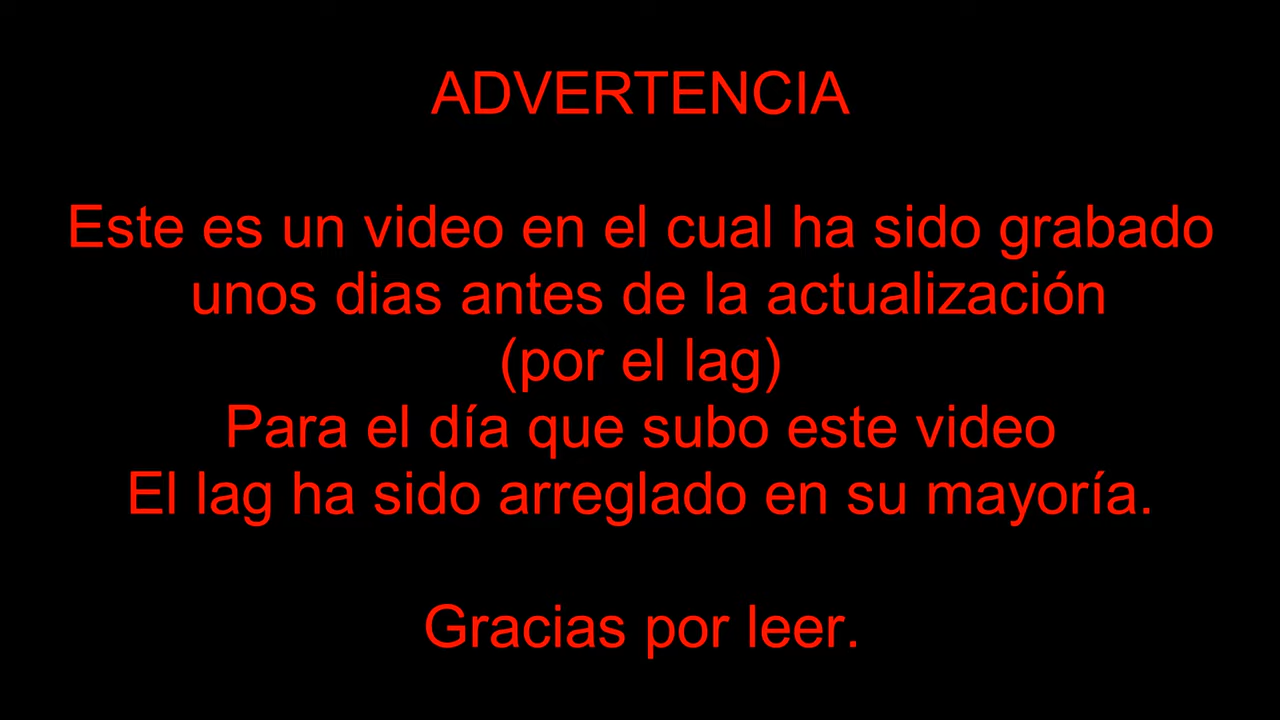 ADVERTENCIA
Este es un video en el cual ha sido grabado
unos dias antes de la actualización
(por el lag)
Para el día que subo este video
El lag ha sido arreglado en su mayoría.
Gracias por leer.